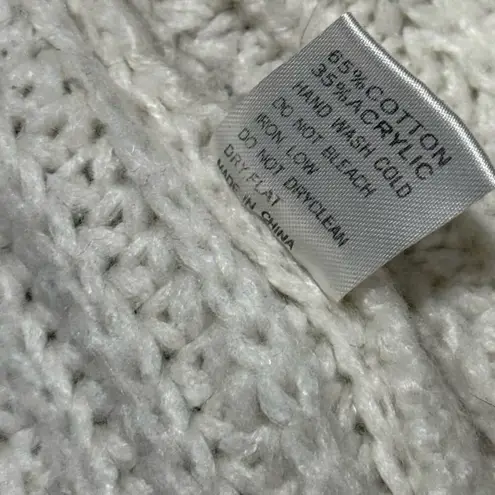 65% COTTON
35% ACRYLIC
HAND WASH COLD
DO NOT BLEACH
IRON LOW
DO NOT DRYCLEAN
DRY FLAT
MADE IN CHINA